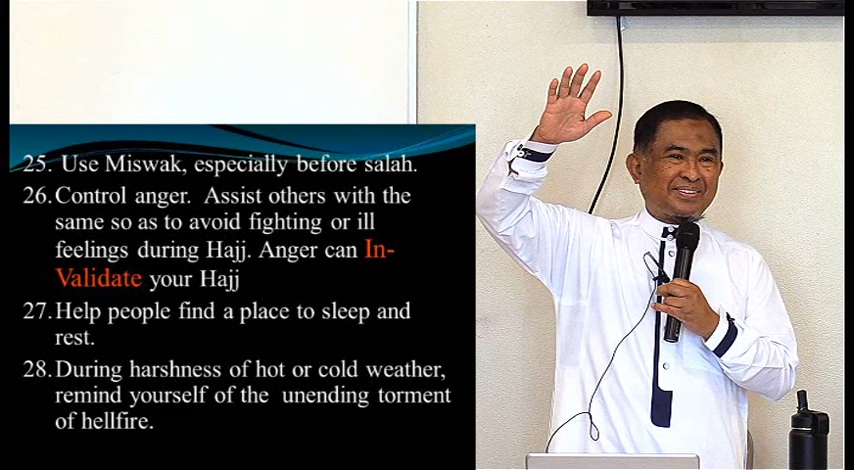 25. Use Miswak, especially before salah.
26. Control anger. Assist others with the
same so as to avoid fighting or ill
feelings during Hajj. Anger can In-
Validate your Hajj
27. Help people find a place to sleep and
rest.
28. During harshness of hot or cold weather,
remind yourself of the unending torment
of hellfire.